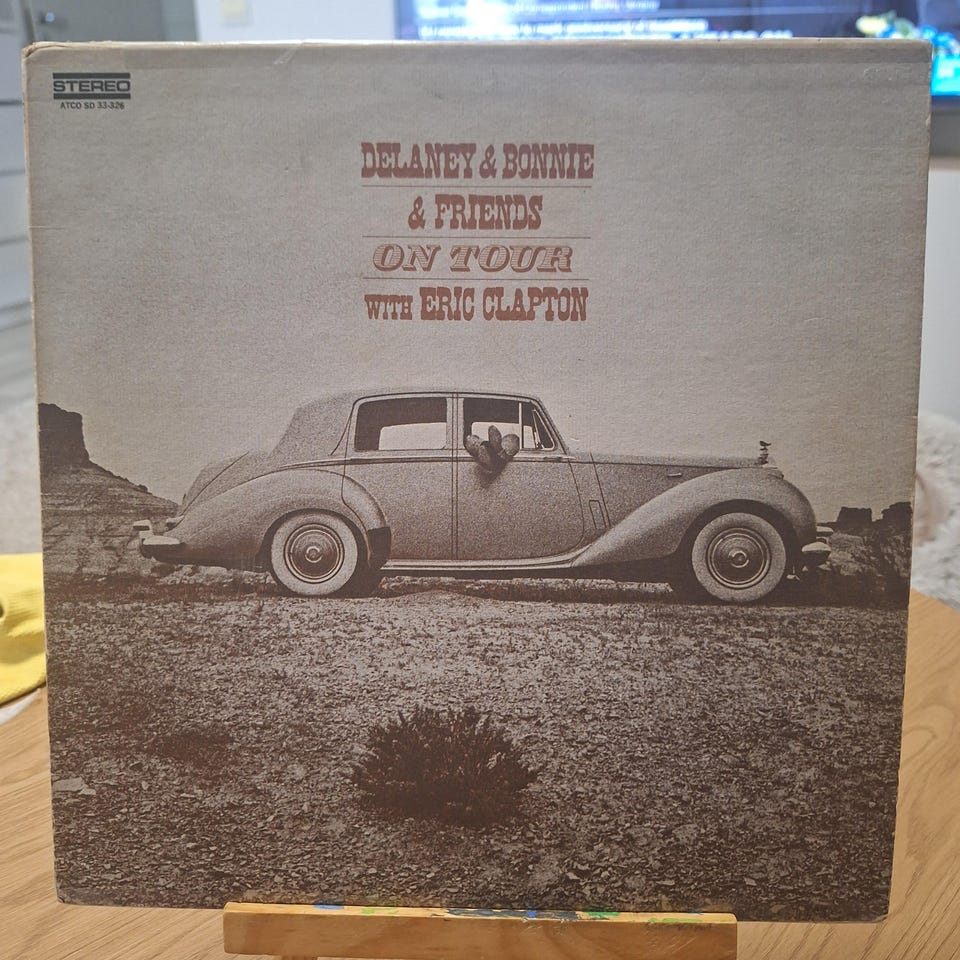 STEREO
ATCO SD 33-326
DELANEY & BONNIE
& FRIENDS
ON TOUR
WITH ERIC CLAPTON